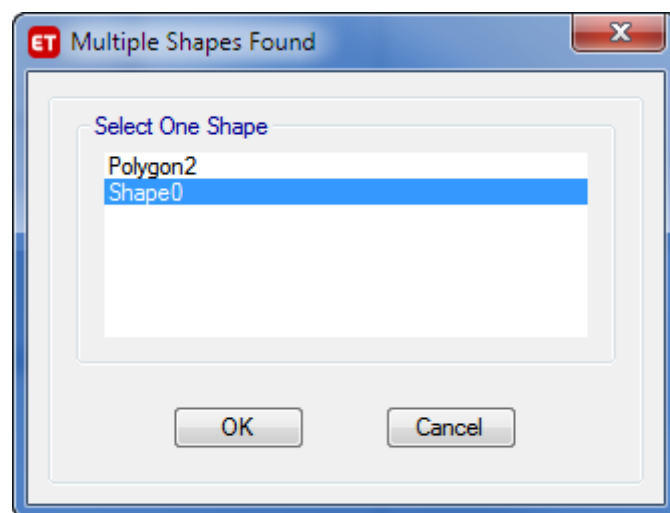 ET Multiple Shapes Found
Select One Shape
Polygon2
Shape0
OK Cancel